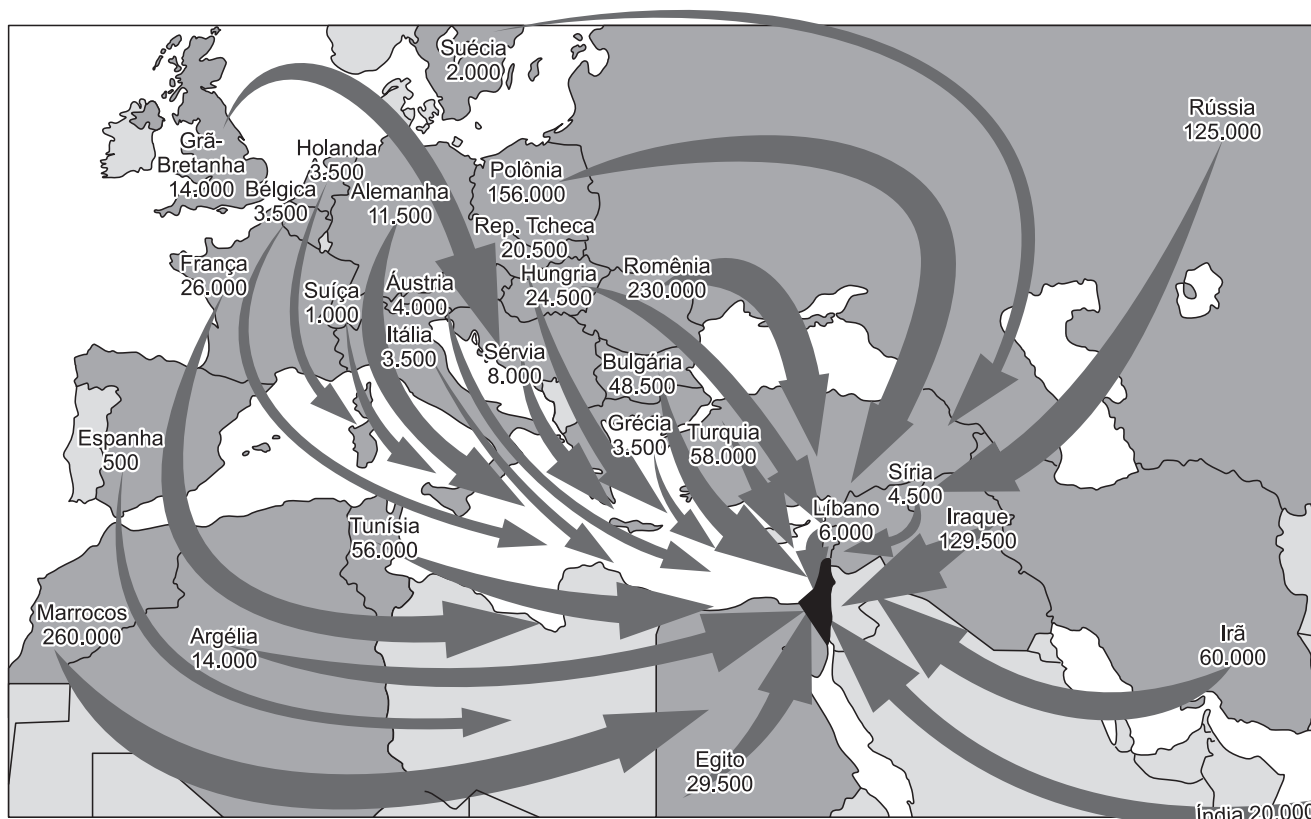 Suécia
2.000
Rússia
125.000
Grã-
Bretanha
14.000
Holanda
3.500
Bélgica
3.500
Alemanha
11.500
Polônia
156.000
Rep. Tcheca
20.500
França
26.000
Suíça
1.000
Áustria
4.000
Hungria
24.500
Romênia
230.000
Itália
3.500
Sérvia
8.000
Bulgária
48.500
Espanha
500
Grécia
3.500
Turquia
58.000
Síria
4.500
Líbano
6.000
Iraque
129.500
Tunísia
56.000
Marrocos
260.000
Argélia
14.000
Irã
60.000
Egito
29.500
Índia 20.000